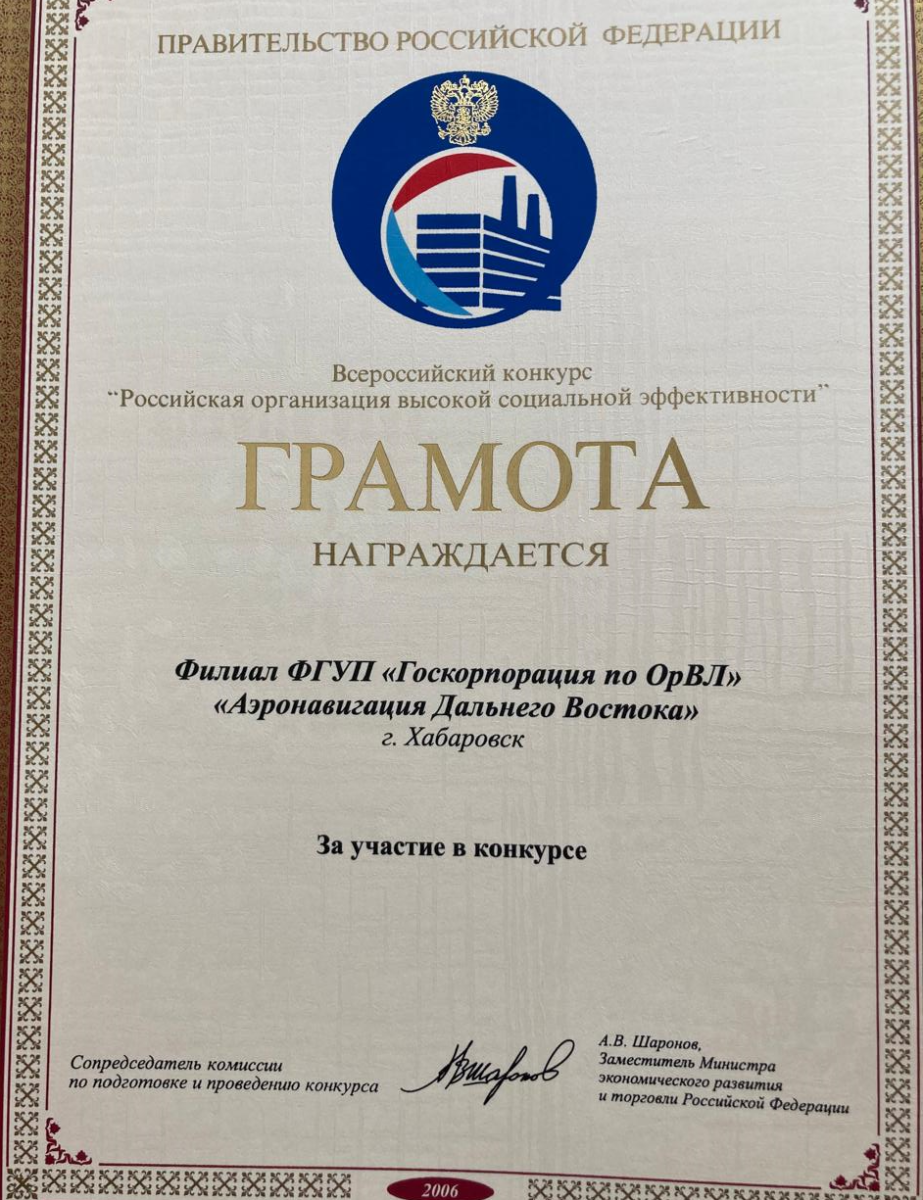 ПРАВИТЕЛЬСТВО РОССИЙСКОЙ ФЕДЕРАЦИИ
Всероссийский конкурс
“Российская организация высокой социальной эффективности”
ГРАМОТА
НАГРАЖДАЕТСЯ
Филиал ФГУП «Госкорпорация по ОрВЛ»
«Аэронавигация Дальнего Востока»
г. Хабаровск
За участие в конкурсе
Сопредседатель комиссии
по подготовке и проведению конкурса
А.В. Шаронов,
Заместитель Министра
экономического развития
и торговли Российской Федерации
2006